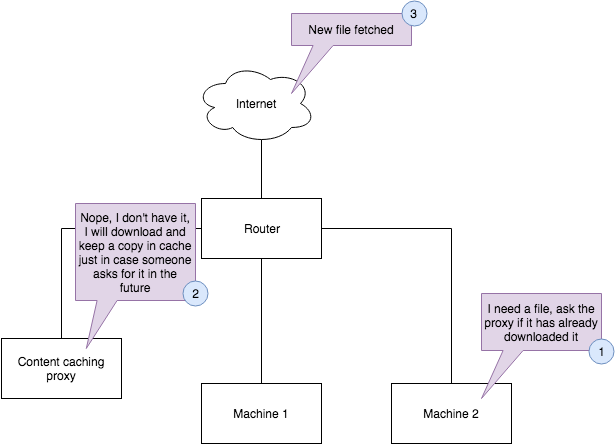 3
New file fetched
Internet
Nope, I don't have it,
I will download and
keep a copy in cache
just in case someone
asks for it in the
future
2
Router
I need a file, ask the
proxy if it has already
downloaded it
1
Content caching
proxy
Machine 1
Machine 2